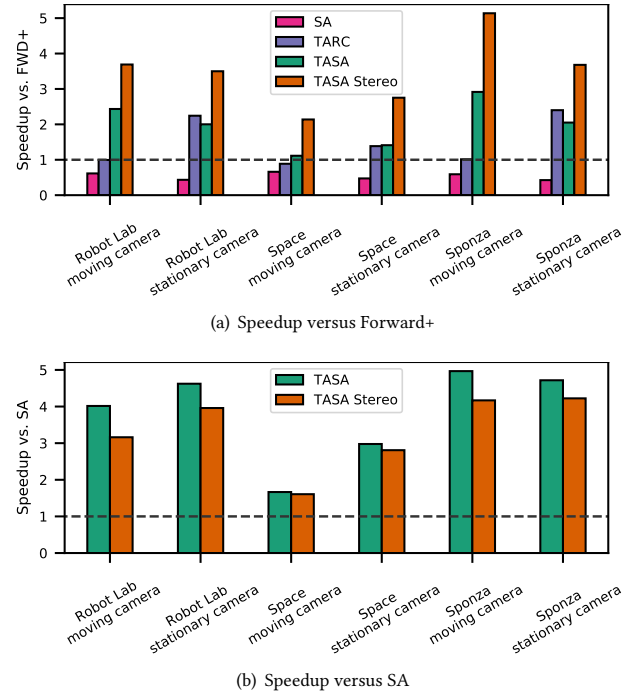 5
4
3
2
1
0
Speedup vs. FWD+
SA
TARC
TASA
TASA Stereo
Robot Lab
moving camera
Robot Lab
stationary camera
Space
moving camera
Space
stationary camera
Sponza
moving camera
Sponza
stationary camera
(a) Speedup versus Forward+
5
4
3
2
1
0
Speedup vs. SA
TASA
TASA Stereo
Robot Lab
moving camera
Robot Lab
stationary camera
Space
moving camera
Space
stationary camera
Sponza
moving camera
Sponza
stationary camera
(b) Speedup versus SA